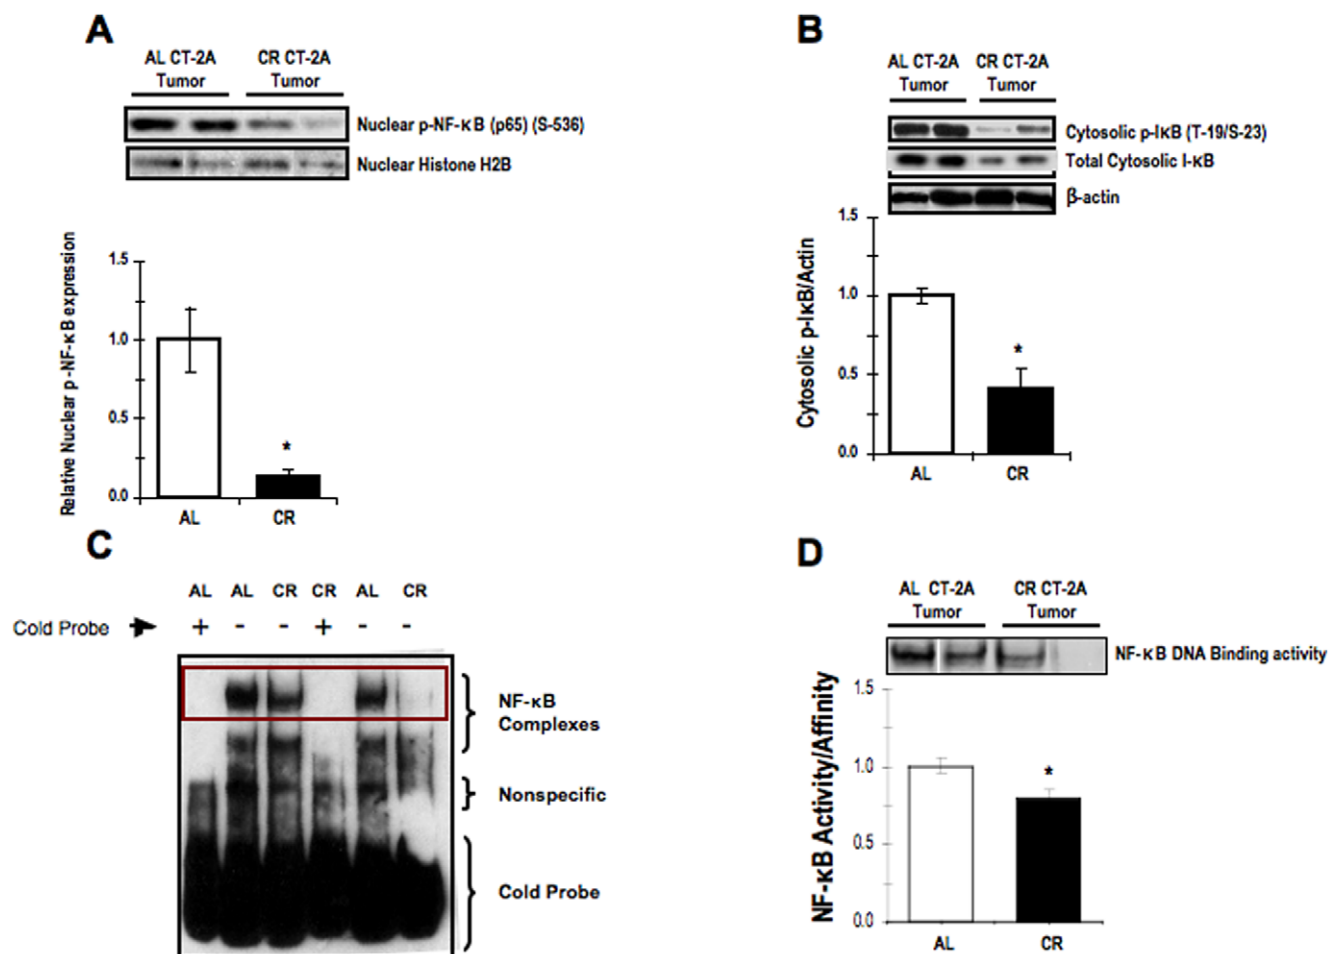 A
AL CT-2A
Tumor
CR CT-2A
Tumor
Nuclear p-NF-κB (p65) (S-536)
Nuclear Histone H2B
Relative Nuclear p-NF-κB expression
1.5
1.0
0.5
0.0
*
AL
CR
B
AL CT-2A
Tumor
CR CT-2A
Tumor
Cytosolic p-IκB (T-19/S-23)
Total Cytosolic I-κB
β-actin
Cytosolic p-IκB/Actin
1.5
1.0
0.5
0.0
*
AL
CR
C
AL AL CR CR AL CR
Cold Probe + - - + - -
NF-κB
Complexes
Nonspecific
Cold Probe
D
AL CT-2A
Tumor
CR CT-2A
Tumor
NF-κB DNA Binding activity
NF-κB Activity/Affinity
1.5
1.0
0.5
0.0
*
AL
CR